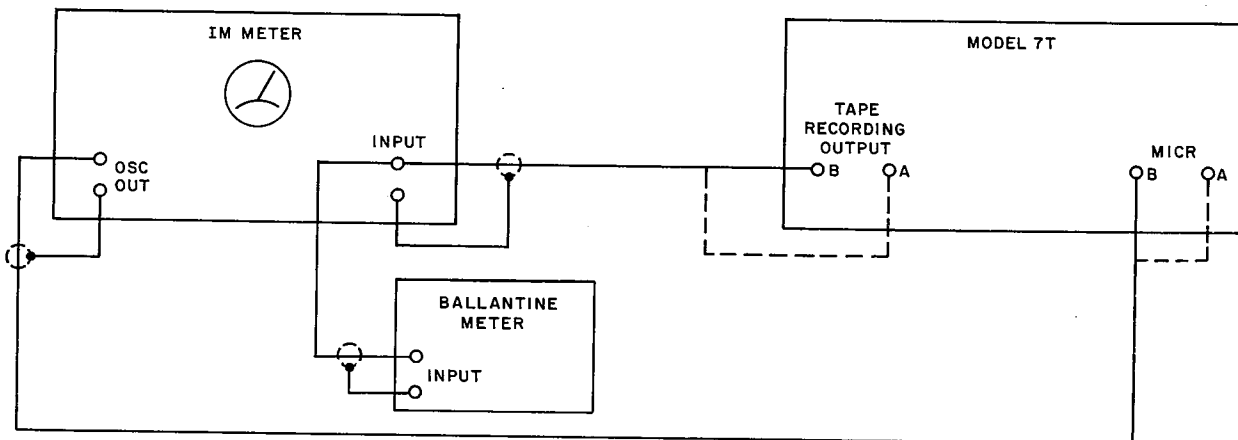 IM METER
OSC
OUT
INPUT
MODEL 7T
TAPE
RECORDING
OUTPUT
B
A
MICR
B
A
BALLANTINE
METER
INPUT